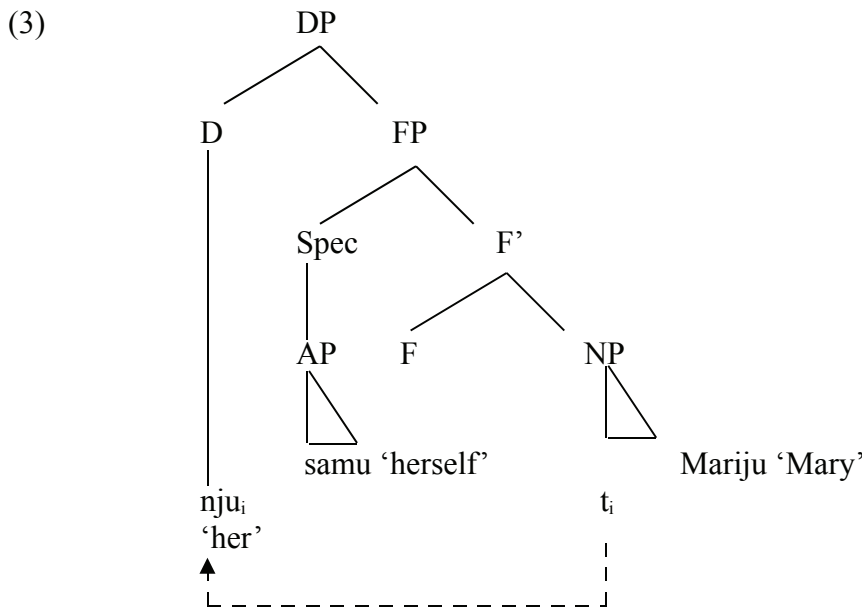 (3) DP
D FP
Spec F’
AP F NP
samu ‘herself’ Mariju ‘Mary’
njuᵢ tᵢ
‘her’